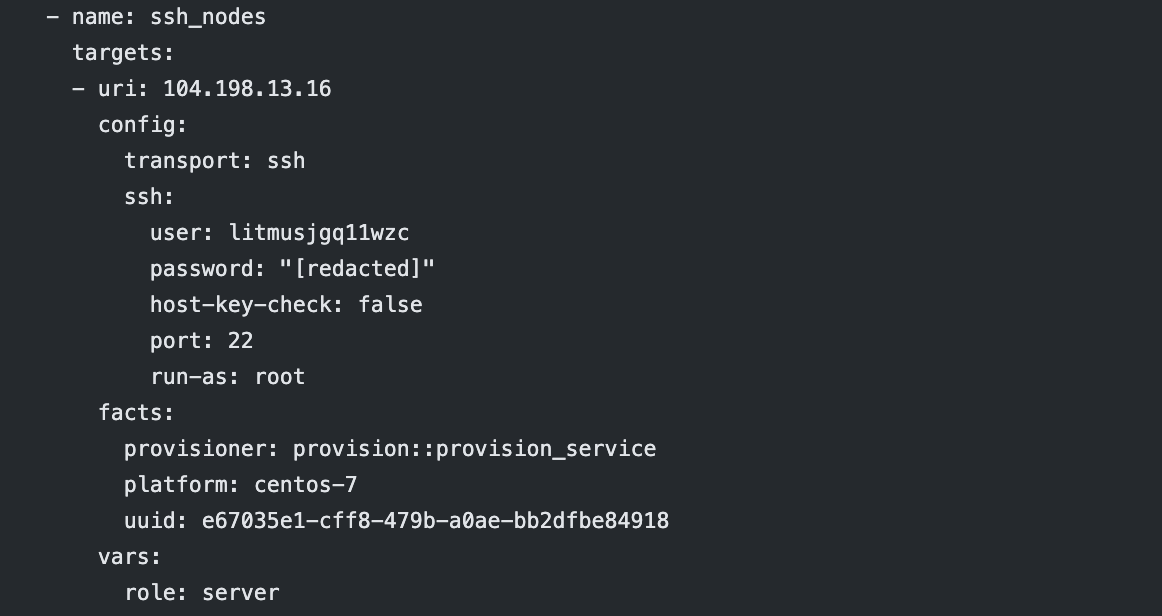 - name: ssh_nodes
targets:
- uri: 104.198.13.16
config:
transport: ssh
ssh:
user: litmusjgq11wzc
password: "[redacted]"
host-key-check: false
port: 22
run-as: root
facts:
provisioner: provision::provision_service
platform: centos-7
uuid: e67035e1-cff8-479b-a0ae-bb2dfbe84918
vars:
role: server